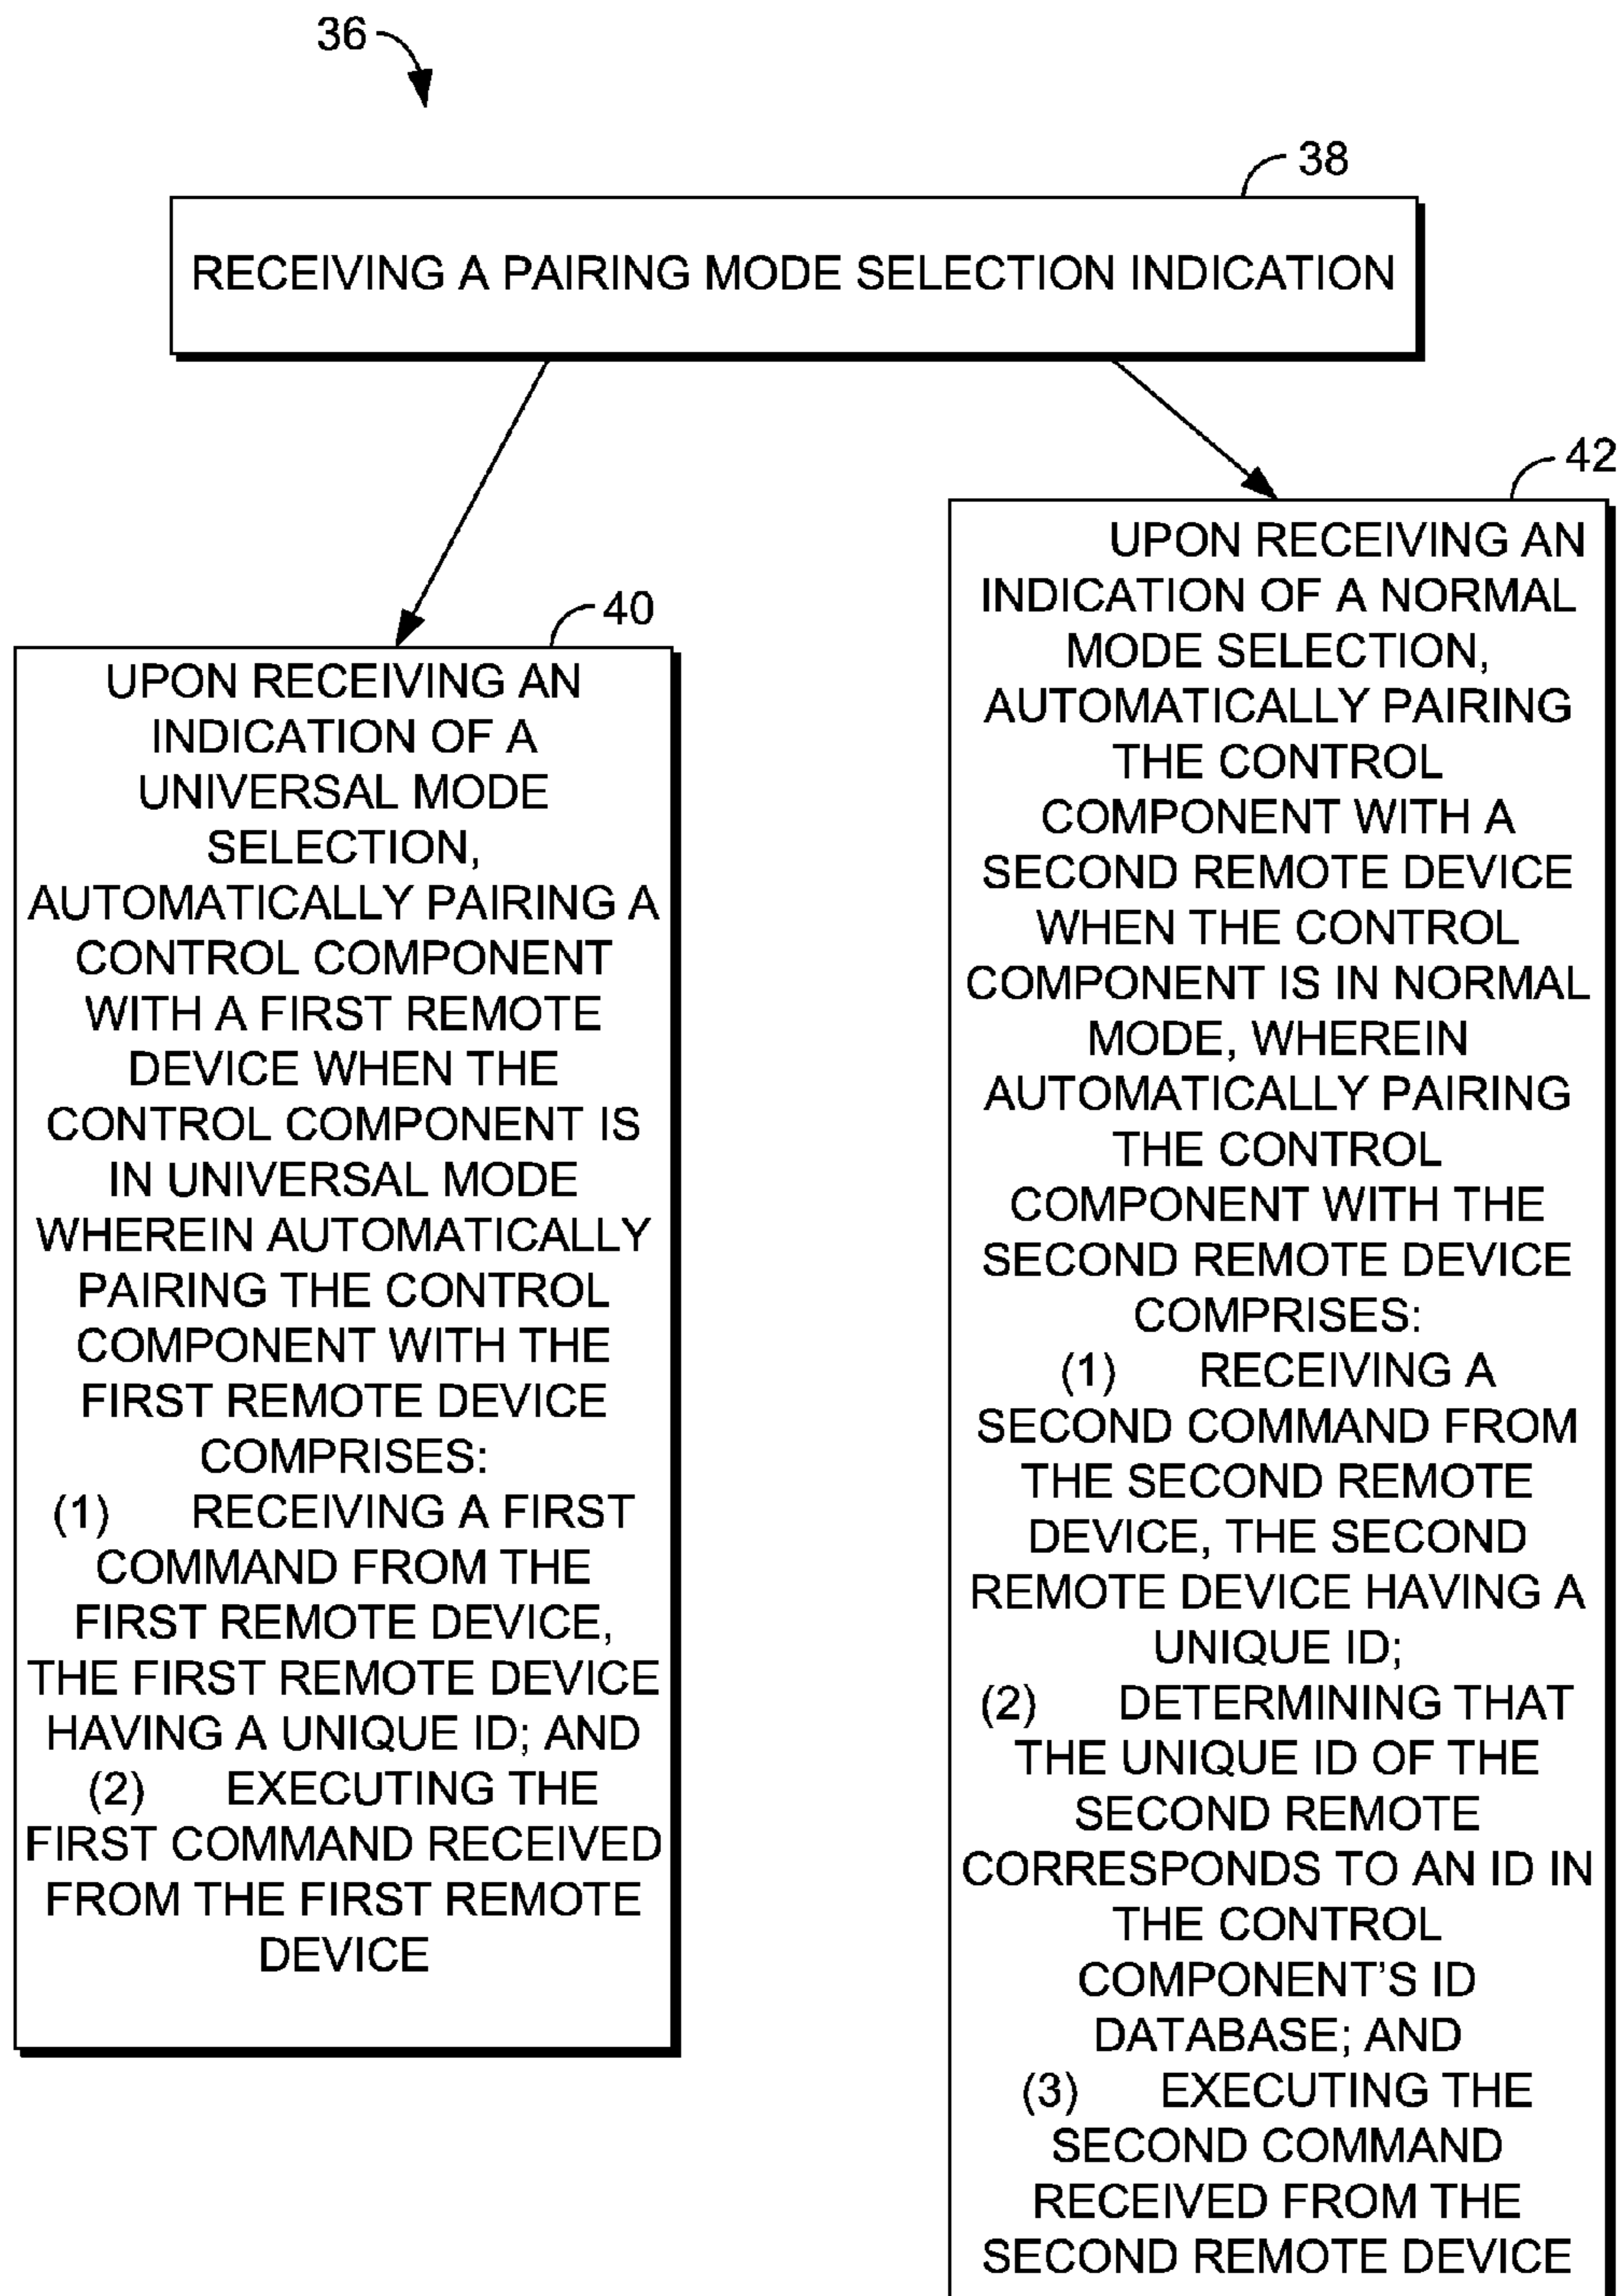 36
38
RECEIVING A PAIRING MODE SELECTION INDICATION
40
UPON RECEIVING AN
INDICATION OF A
UNIVERSAL MODE
SELECTION,
AUTOMATICALLY PAIRING A
CONTROL COMPONENT
WITH A FIRST REMOTE
DEVICE WHEN THE
CONTROL COMPONENT IS
IN UNIVERSAL MODE
WHEREIN AUTOMATICALLY
PAIRING THE CONTROL
COMPONENT WITH THE
FIRST REMOTE DEVICE
COMPRISES:
(1) RECEIVING A FIRST
COMMAND FROM THE
FIRST REMOTE DEVICE,
THE FIRST REMOTE DEVICE
HAVING A UNIQUE ID; AND
(2) EXECUTING THE
FIRST COMMAND RECEIVED
FROM THE FIRST REMOTE
DEVICE
42
UPON RECEIVING AN
INDICATION OF A NORMAL
MODE SELECTION,
AUTOMATICALLY PAIRING
THE CONTROL
COMPONENT WITH A
SECOND REMOTE DEVICE
WHEN THE CONTROL
COMPONENT IS IN NORMAL
MODE, WHEREIN
AUTOMATICALLY PAIRING
THE CONTROL
COMPONENT WITH THE
SECOND REMOTE DEVICE
COMPRISES:
(1) RECEIVING A
SECOND COMMAND FROM
THE SECOND REMOTE
DEVICE, THE SECOND
REMOTE DEVICE HAVING A
UNIQUE ID;
(2) DETERMINING THAT
THE UNIQUE ID OF THE
SECOND REMOTE
CORRESPONDS TO AN ID IN
THE CONTROL
COMPONENT'S ID
DATABASE; AND
(3) EXECUTING THE
SECOND COMMAND
RECEIVED FROM THE
SECOND REMOTE DEVICE